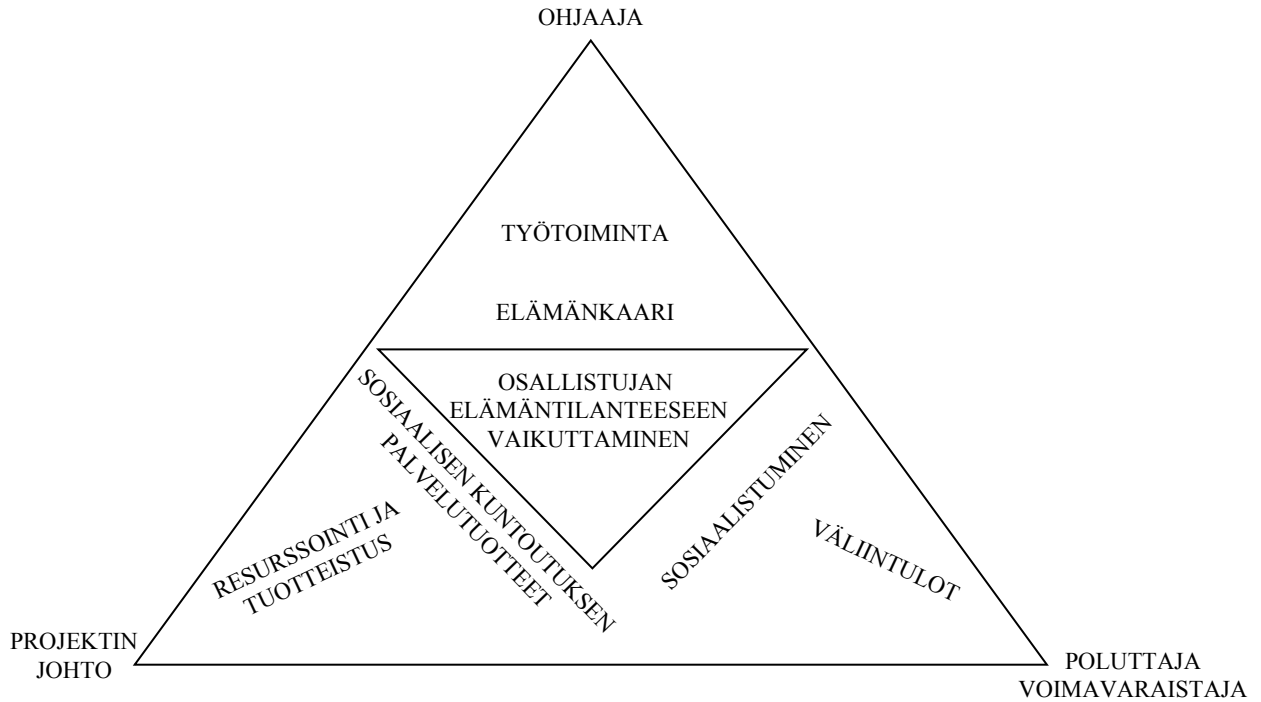 OHJAAJA
TYÖTOIMINTA
ELÄMÄNKAARI
OSALLISTUJAN
ELÄMÄNTILANTEESEEN
VAIKUTTAMINEN
SOSIAALISEN KUNTOUTUKSEN
PALVELUTUOTTEET
RESURSSOINTI JA
TUOTTEISTUS
SOSIAALISTUMINEN
VÄLIINTULOT
PROJEKTIN
JOHTO
POLUTTAJA
VOIMAVARAISTAJA